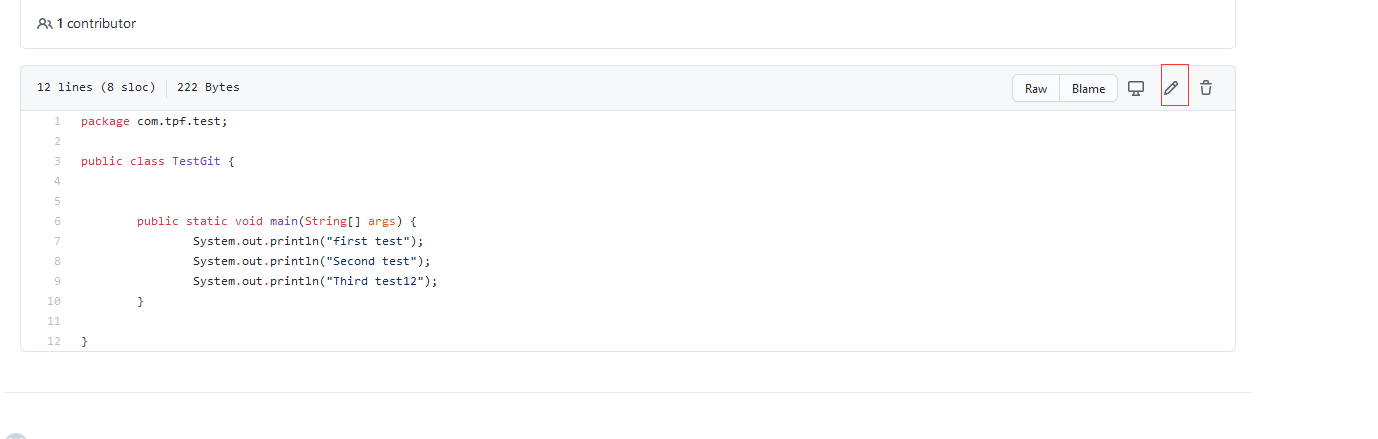 1 contributor
12 lines (8 sloc) 222 Bytes Raw Blame
1 package com.tpf.test;
2
3 public class TestGit {
4
5
6 public static void main(String[] args) {
7 System.out.println("first test");
8 System.out.println("Second test");
9 System.out.println("Third test12");
10 }
11
12 }